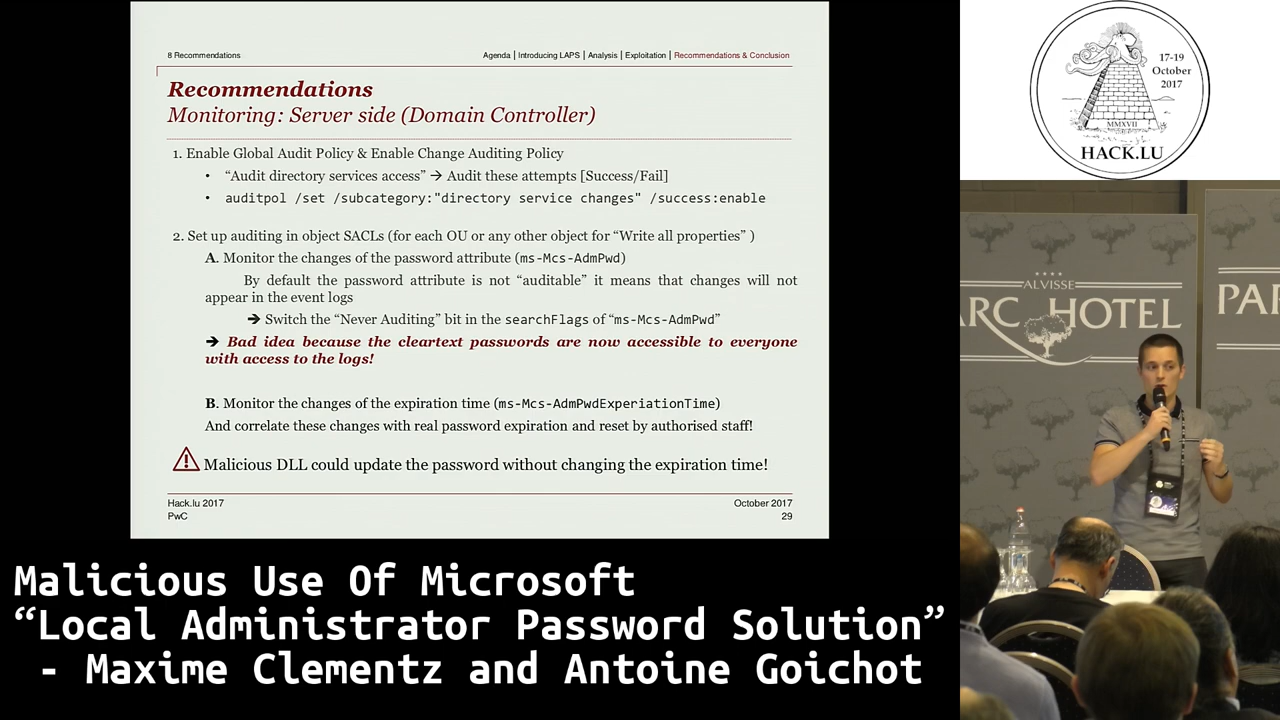 8 Recommendations
Agenda | Introducing LAPS | Analysis | Exploitation | Recommendations & Conclusion
Recommendations
Monitoring: Server side (Domain Controller)
1. Enable Global Audit Policy & Enable Change Auditing Policy
• “Audit directory services access” → Audit these attempts [Success/Fail]
• auditpol /set /subcategory:"directory service changes" /success:enable
2. Set up auditing in object SACLs (for each OU or any other object for “Write all properties” )
A. Monitor the changes of the password attribute (ms-Mcs-AdmPwd)
By default the password attribute is not “auditable” it means that changes will not
appear in the event logs
➔ Switch the “Never Auditing” bit in the searchFlags of “ms-Mcs-AdmPwd”
➔ Bad idea because the cleartext passwords are now accessible to everyone
with access to the logs!
B. Monitor the changes of the expiration time (ms-Mcs-AdmPwdExperiationTime)
And correlate these changes with real password expiration and reset by authorised staff!
Malicious DLL could update the password without changing the expiration time!
Hack.lu 2017
October 2017
PwC
29
17-19
October
2017
MMXVII
HACK.LU
ALVISSE
PARC HOTEL
PAR
Malicious Use Of Microsoft
“Local Administrator Password Solution”
- Maxime Clementz and Antoine Goichot